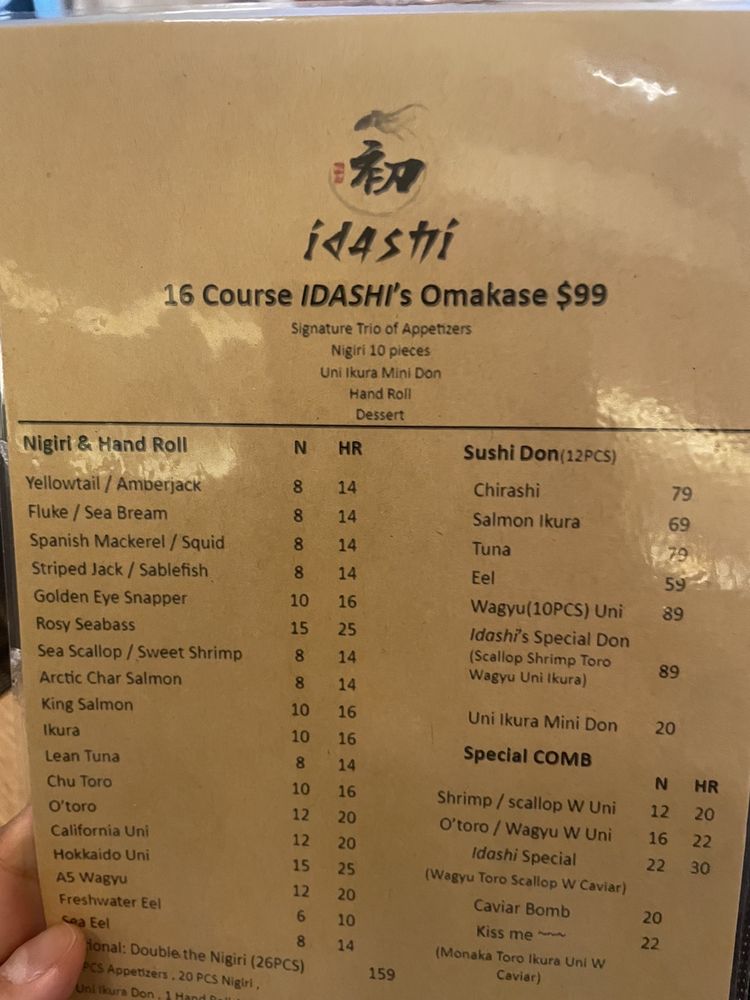 初
idashi
16 Course IDASHI's Omakase $99
Signature Trio of Appetizers
Nigiri 10 pieces
Uni Ikura Mini Don
Hand Roll
Dessert
Nigiri & Hand Roll N HR
Yellowtail / Amberjack 8 14
Fluke / Sea Bream 8 14
Spanish Mackerel / Squid 8 14
Striped Jack / Sablefish 8 14
Golden Eye Snapper 10 16
Rosy Seabass 15 25
Sea Scallop / Sweet Shrimp 8 14
Arctic Char Salmon 8 14
King Salmon 10 16
Ikura 10 16
Lean Tuna 8 14
Chu Toro 10 16
O'toro 12 20
California Uni 12 20
Hokkaido Uni 15 25
A5 Wagyu 12 20
Freshwater Eel 6 10
Sea Eel 8 14
ional: Double the Nigiri (26PCS) 159
PCS Appetizers , 20 PCS Nigiri ,
Uni Ikura Don , 1 Hand
Sushi Don(12PCS)
Chirashi 79
Salmon Ikura 69
Tuna 79
Eel 59
Wagyu(10PCS) Uni 89
Idashi's Special Don
(Scallop Shrimp Toro
Wagyu Uni Ikura) 89
Uni Ikura Mini Don 20
Special COMB
N HR
Shrimp / scallop W Uni 12 20
O'toro / Wagyu W Uni 16 22
Idashi Special 22 30
(Wagyu Toro Scallop W Caviar)
Caviar Bomb 20
Kiss me ~~~ 22
(Monaka Toro Ikura Uni W
Caviar)